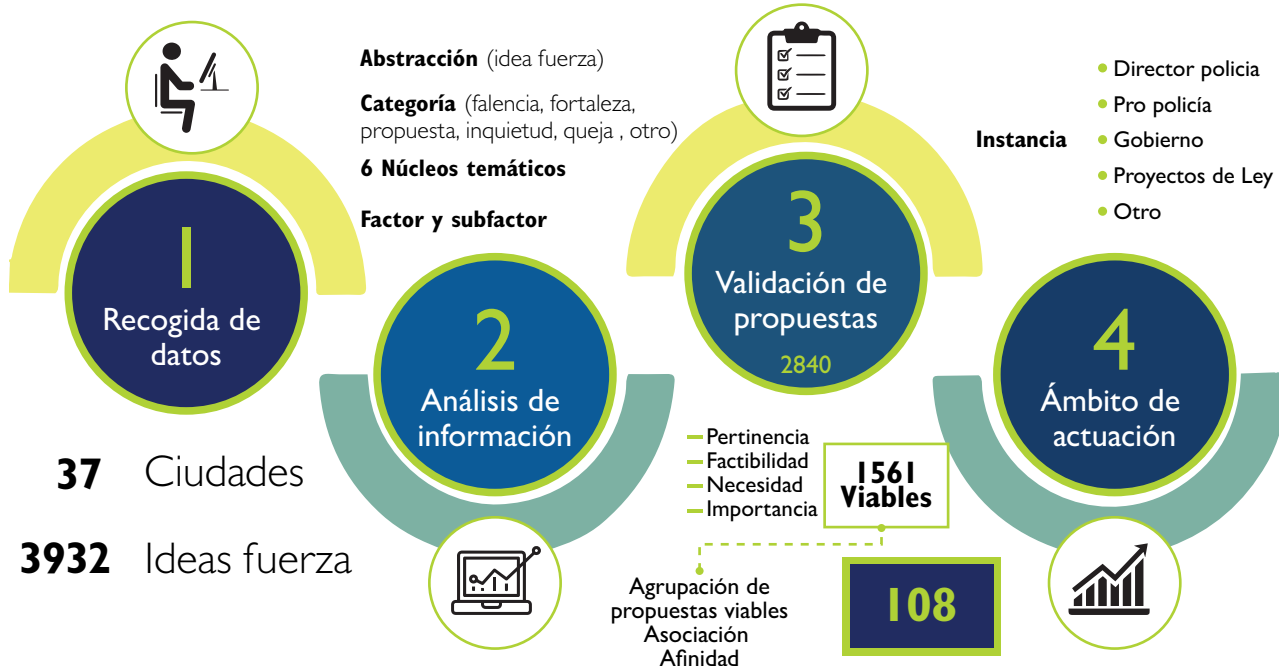 1
Recogida de
datos
37 Ciudades
3932 Ideas fuerza
Abstracción (idea fuerza)
Categoría (falencia, fortaleza,
propuesta, inquietud, queja , otro)
6 Núcleos temáticos
Factor y subfactor
2
Análisis de
información
3
Validación de
propuestas
2840
Pertinencia
Factibilidad
Necesidad
Importancia
1561
Viables
Agrupación de
propuestas viables
Asociación
Afinidad
108
Instancia
Director policia
Pro policía
Gobierno
Proyectos de Ley
Otro
4
Ámbito de
actuación